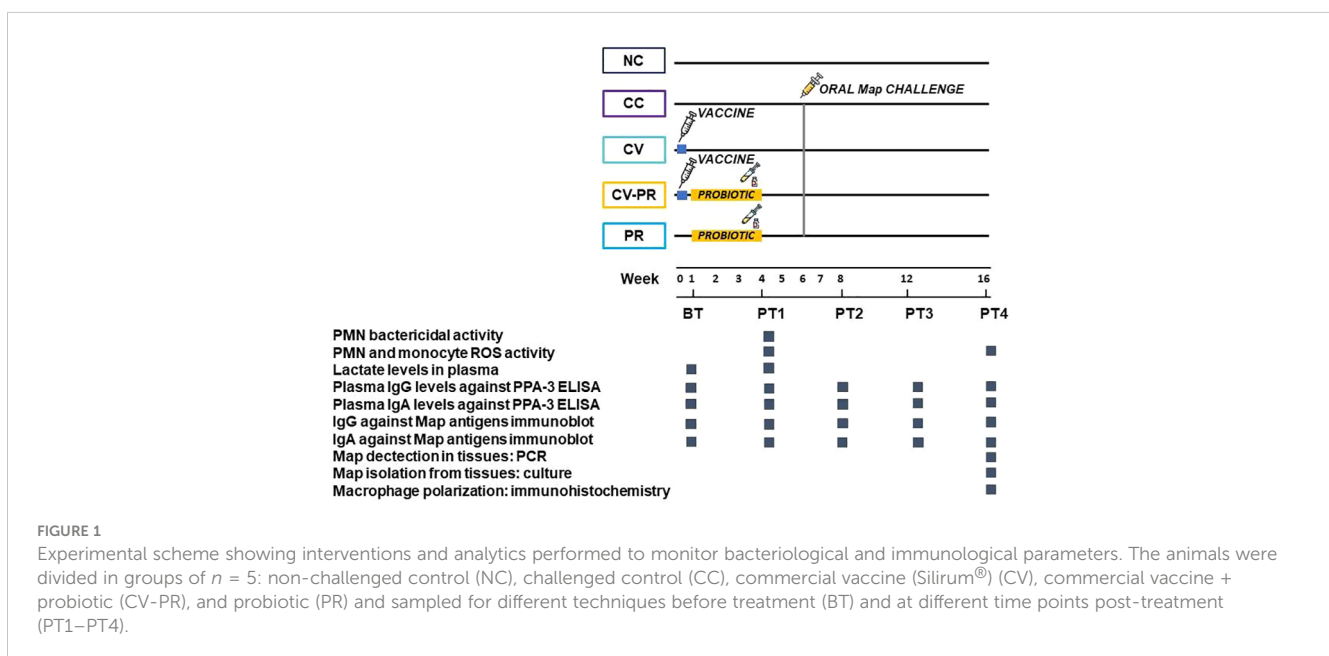 NC
ORAL Map CHALLENGE
CC
VACCINE
CV
VACCINE
CV-PR
PROBIOTIC
PR
PROBIOTIC
Week 0 1 2 3 4 5 6 7 8 12 16
BT PT1 PT2 PT3 PT4
PMN bactericidal activity
PMN and monocyte ROS activity
Lactate levels in plasma
Plasma IgG levels against PPA-3 ELISA
Plasma IgA levels against PPA-3 ELISA
IgG against Map antigens immunoblot
IgA against Map antigens immunoblot
Map dectection in tissues: PCR
Map isolation from tissues: culture
Macrophage polarization: immunohistochemistry
FIGURE 1
Experimental scheme showing interventions and analytics performed to monitor bacteriological and immunological parameters. The animals were
divided in groups of n = 5: non-challenged control (NC), challenged control (CC), commercial vaccine (Silirum®) (CV), commercial vaccine +
probiotic (CV-PR), and probiotic (PR) and sampled for different techniques before treatment (BT) and at different time points post-treatment
(PT1–PT4).